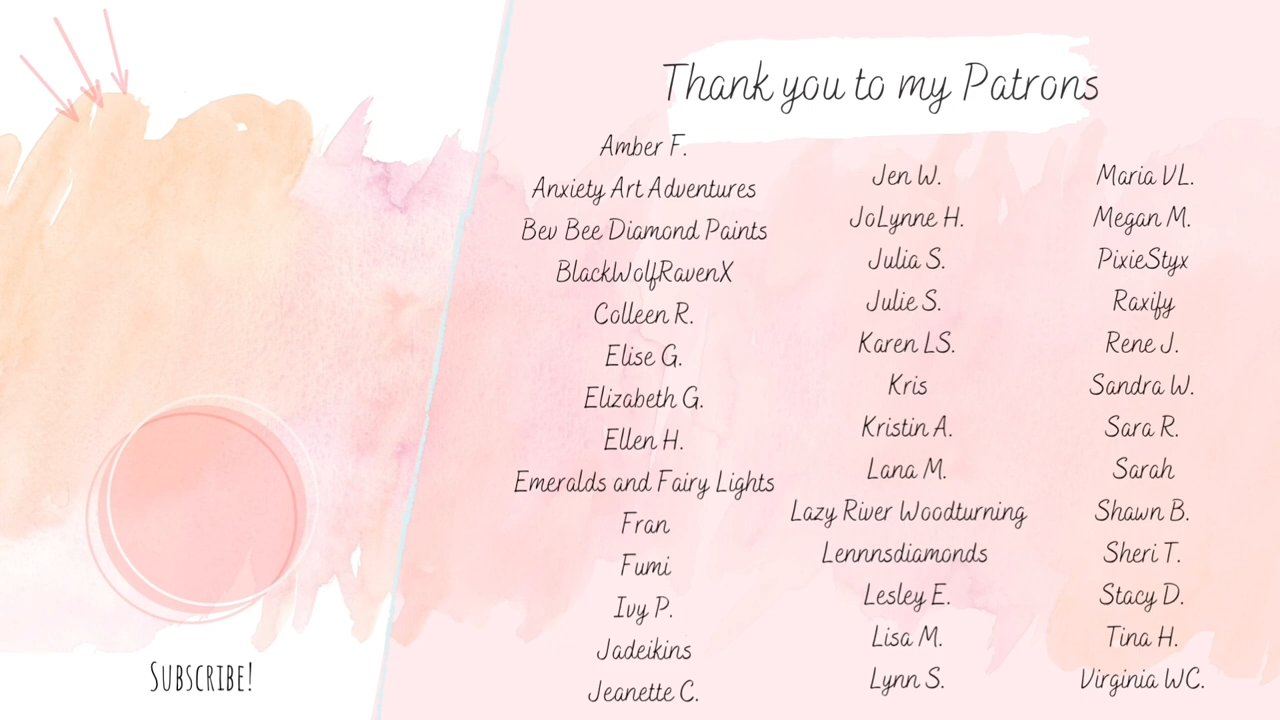 Thank you to my Patrons
Amber F.
Anxiety Art Adventures
Bev Bee Diamond Paints
BlackWolfRavenX
Colleen R.
Elise G.
Elizabeth G.
Ellen H.
Emeralds and Fairy Lights
Fran
Fumi
Ivy P.
Jadeikins
Jeanette C.
Jen W.
JoLynne H.
Julia S.
Julie S.
Karen LS.
Kris
Kristin A.
Lana M.
Lazy River Woodturning
Lennnsdiamonds
Lesley E.
Lisa M.
Lynn S.
Maria VL.
Megan M.
PixieStyx
Raxify
Rene J.
Sandra W.
Sara R.
Sarah
Shawn B.
Sheri T.
Stacy D.
Tina H.
Virginia WC.
Subscribe!